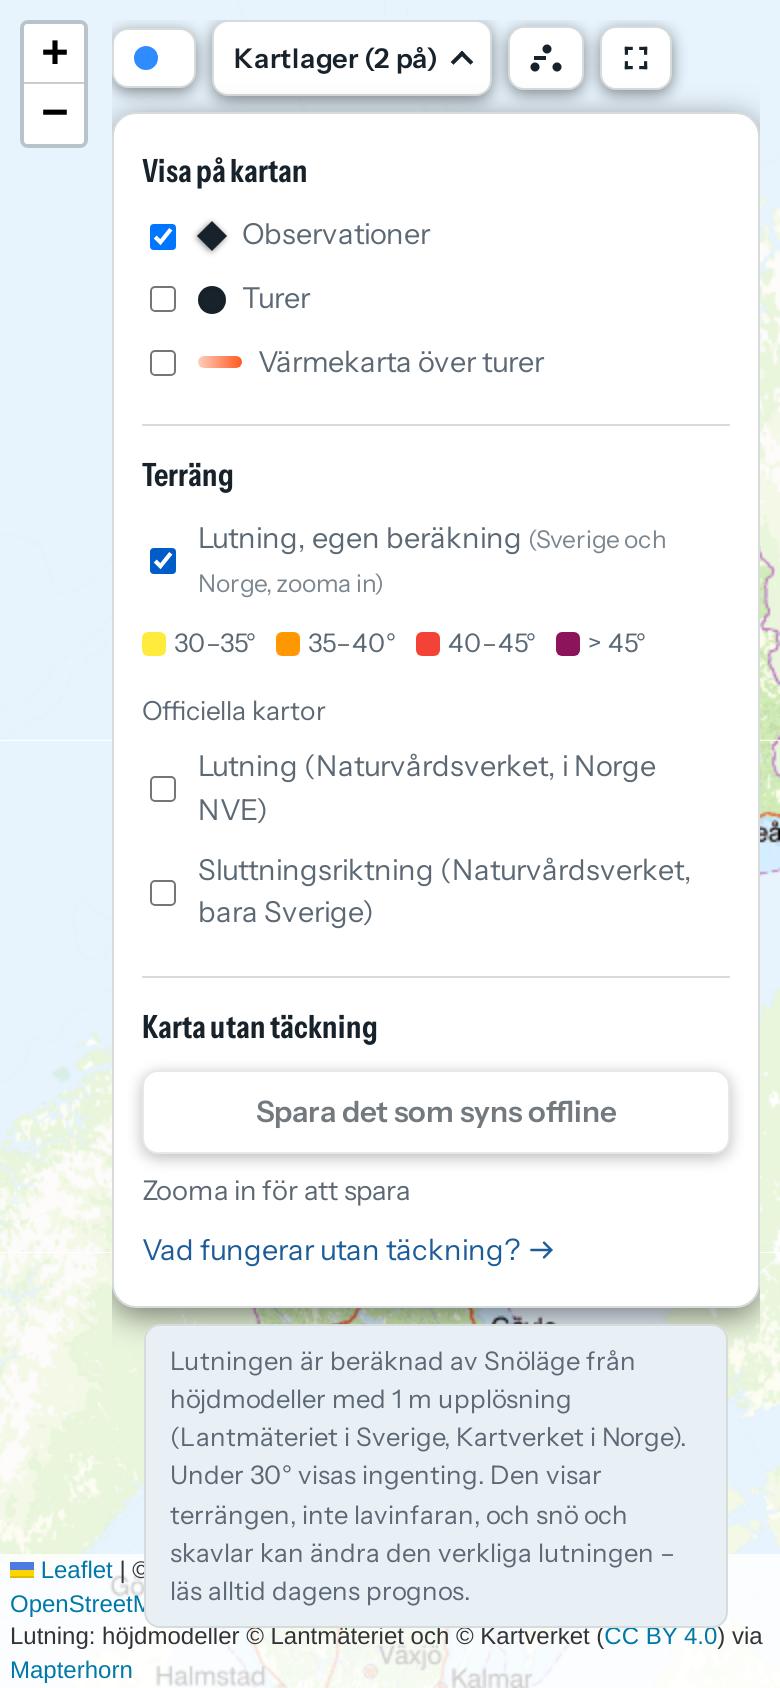 +
Kartlager (2 på)
−
Visa på kartan
Observationer
Turer
Värmekarta över turer
Terräng
Lutning, egen beräkning (Sverige och
Norge, zooma in)
30–35° 35–40° 40–45° > 45°
Officiella kartor
Lutning (Naturvårdsverket, i Norge
NVE)
Sluttningsriktning (Naturvårdsverket,
bara Sverige)
Karta utan täckning
Spara det som syns offline
Zooma in för att spara
Vad fungerar utan täckning? →
Lutningen är beräknad av Snöläge från
höjdmodeller med 1 m upplösning
(Lantmäteriet i Sverige, Kartverket i Norge).
Under 30° visas ingenting. Den visar
terrängen, inte lavinfaran, och snö och
skavlar kan ändra den verkliga lutningen –
läs alltid dagens prognos.
Leaflet | ©
OpenStreetM
Lutning: höjdmodeller © Lantmäteriet och © Kartverket (CC BY 4.0) via
Mapterhorn
Växjö
Halmstad
Kalmar